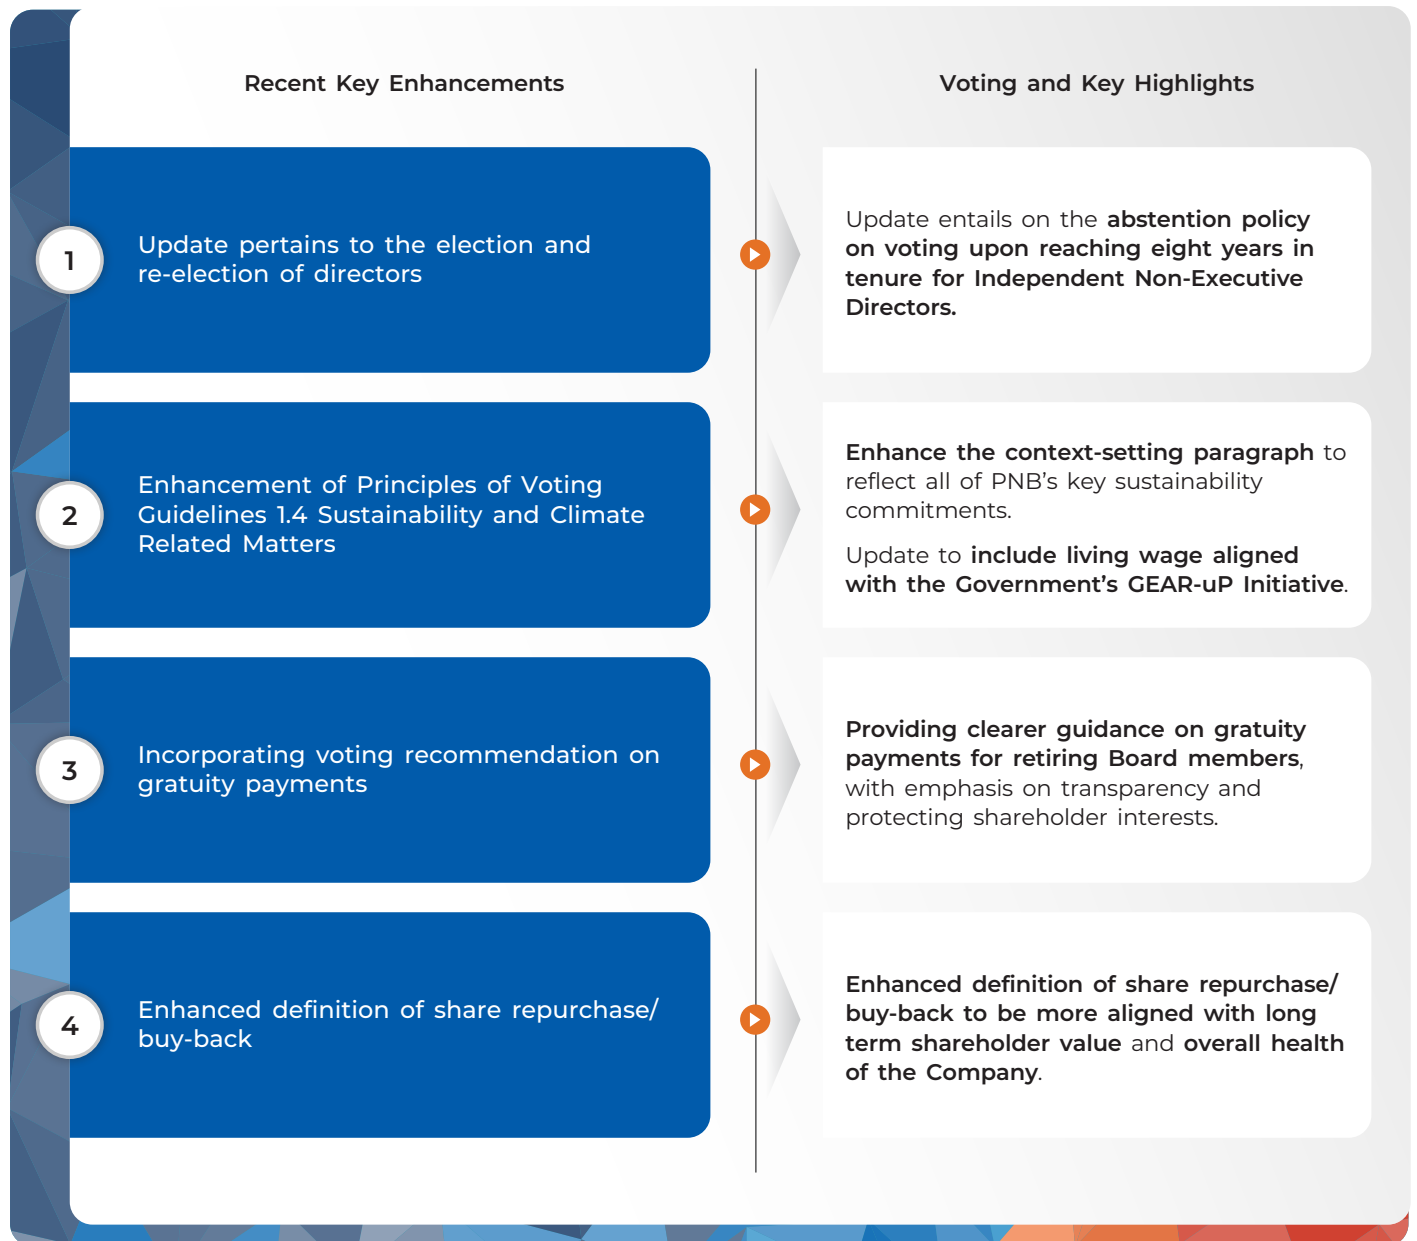 Recent Key Enhancements
Voting and Key Highlights
1
Update pertains to the election and
re-election of directors
Update entails on the abstention policy
on voting upon reaching eight years in
tenure for Independent Non-Executive
Directors.
2
Enhancement of Principles of Voting
Guidelines 1.4 Sustainability and Climate
Related Matters
Enhance the context-setting paragraph to
reflect all of PNB's key sustainability
commitments.
Update to include living wage aligned
with the Government's GEAR-uP Initiative.
3
Incorporating voting recommendation on
gratuity payments
Providing clearer guidance on gratuity
payments for retiring Board members,
with emphasis on transparency and
protecting shareholder interests.
4
Enhanced definition of share repurchase/
buy-back
Enhanced definition of share repurchase/
buy-back to be more aligned with long
term shareholder value and overall health
of the Company.